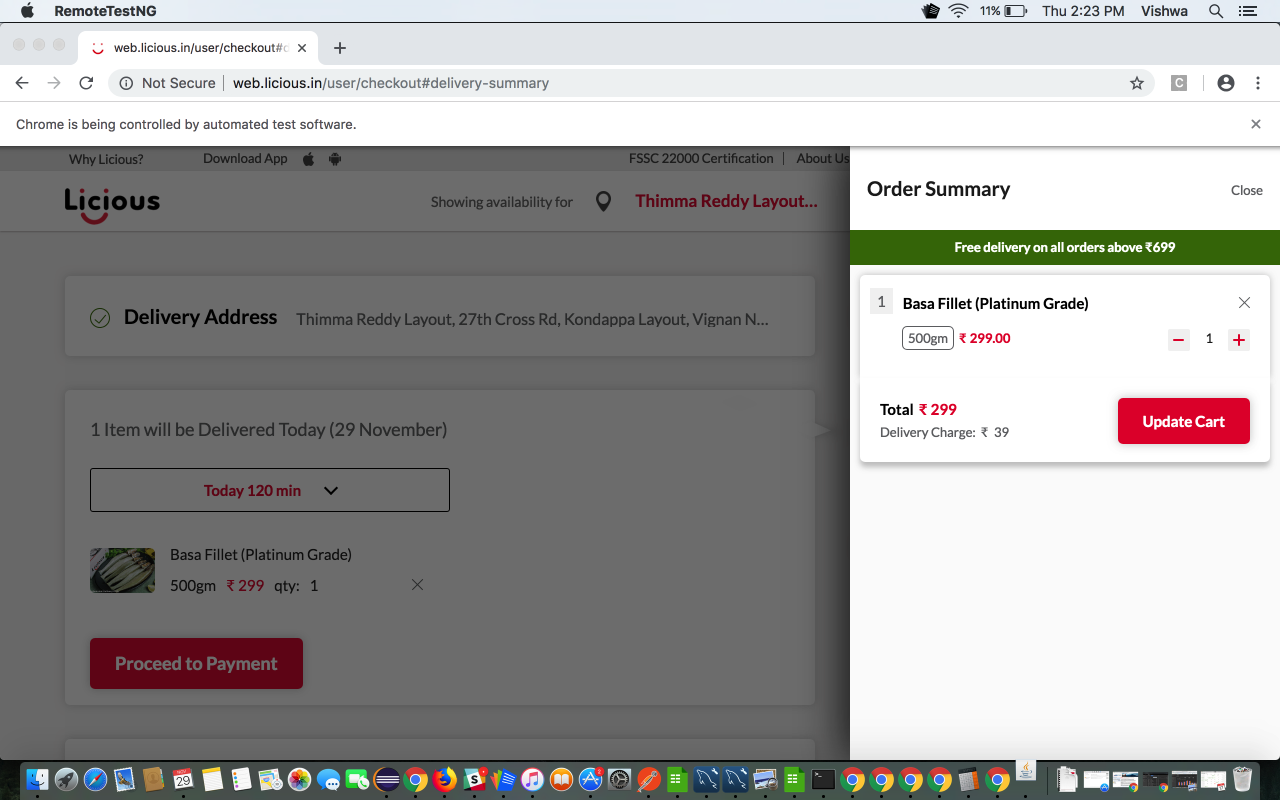 RemoteTestNG
11%
Thu 2:23 PM
Vishwa
web.licious.in/user/checkout#d
Not Secure
web.licious.in/user/checkout#delivery-summary
C
Chrome is being controlled by automated test software.
Why Licious?
Download App
FSSC 22000 Certification | About Us
Licious
Showing availability for
Thimma Reddy Layout...
Delivery Address
Thimma Reddy Layout, 27th Cross Rd, Kondappa Layout, Vignan N...
1 Item will be Delivered Today (29 November)
Today 120 min
Basa Fillet (Platinum Grade)
500gm ₹ 299 qty: 1
Proceed to Payment
Order Summary
Close
Free delivery on all orders above ₹699
1
Basa Fillet (Platinum Grade)
500gm ₹ 299.00
1
Total ₹ 299
Delivery Charge: ₹ 39
Update Cart
29